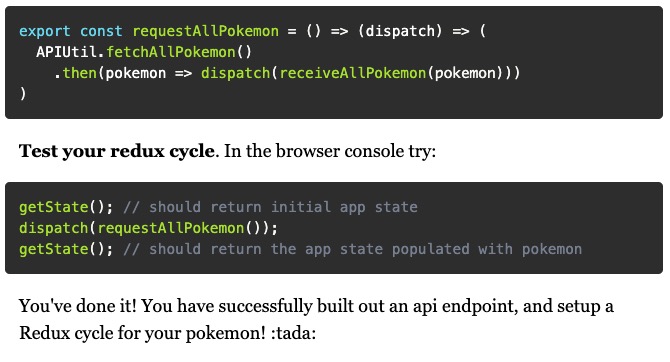 export const requestAllPokemon = () => (dispatch) => (
  APIUtil.fetchAllPokemon()
    .then(pokemon => dispatch(receiveAllPokemon(pokemon)))
)
Test your redux cycle. In the browser console try:
getState(); // should return initial app state
dispatch(requestAllPokemon());
getState(); // should return the app state populated with pokemon
You've done it! You have successfully built out an api endpoint, and setup a
Redux cycle for your pokemon! :tada: